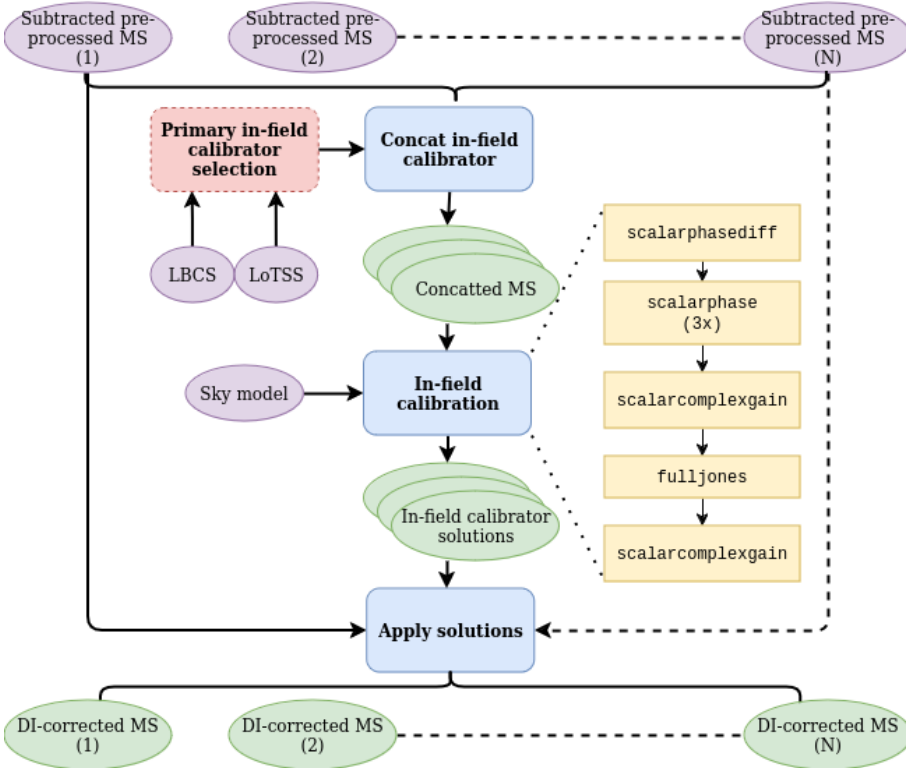 Subtracted pre-
processed MS
(1)
Subtracted pre-
processed MS
(2)
Subtracted pre-
processed MS
(N)
Primary in-field
calibrator
selection
Concat in-field
calibrator
LBCS
LoTSS
Concatted MS
scalarphasediff
scalarphase
(3x)
scalarcomplexgain
fulljones
scalarcomplexgain
Sky model
In-field
calibration
In-field calibrator
solutions
Apply solutions
DI-corrected MS
(1)
DI-corrected MS
(2)
DI-corrected MS
(N)